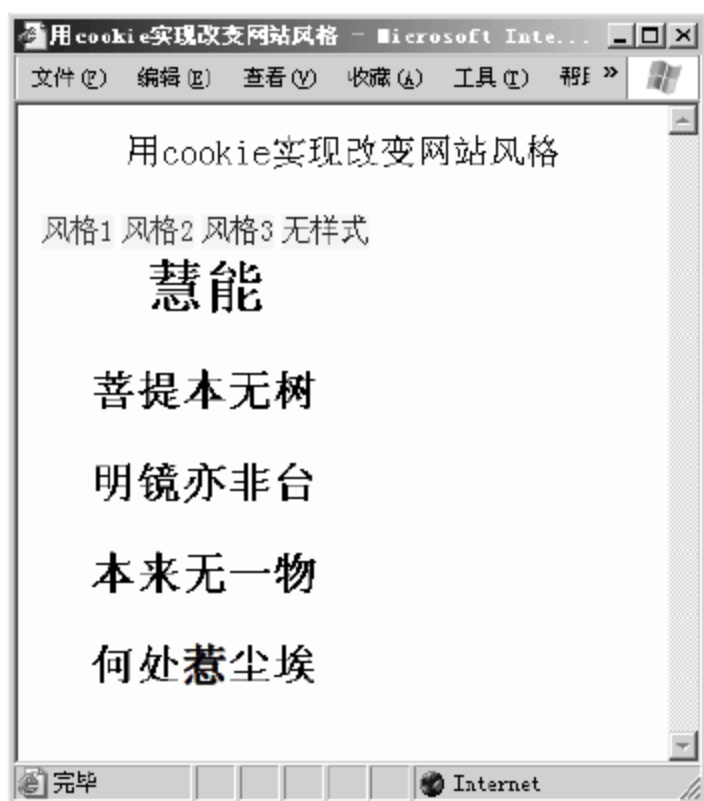 用cookie实现改变网站风格 - Microsoft Inte...
文件(F) 编辑(E) 查看(V) 收藏(A) 工具(T) 帮 »
用cookie实现改变网站风格
风格1 风格2 风格3 无样式
慧能
菩提本无树
明镜亦非台
本来无一物
何处惹尘埃
完毕 Internet